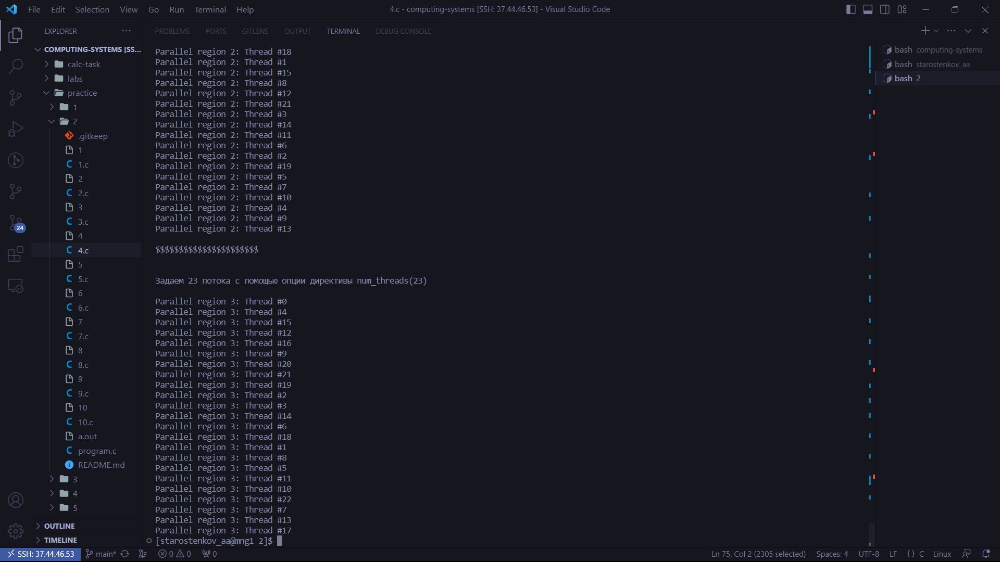 File Edit Selection View Go Run Terminal Help
4.c - computing-systems [SSH: 37.44.46.53] - Visual Studio Code
EXPLORER ···
COMPUTING-SYSTEMS [SS...
calc-task
labs
practice
1
2
.gitkeep
1
1.c
2
2.c
3
3.c
4
4.c
5
5.c
6
6.c
7
7.c
8
8.c
9
9.c
10
10.c
a.out
program.c
README.md
3
4
5
OUTLINE
TIMELINE
24
PROBLEMS PORTS GITLENS OUTPUT TERMINAL DEBUG CONSOLE
Parallel region 2: Thread #18
Parallel region 2: Thread #1
Parallel region 2: Thread #15
Parallel region 2: Thread #8
Parallel region 2: Thread #12
Parallel region 2: Thread #21
Parallel region 2: Thread #3
Parallel region 2: Thread #14
Parallel region 2: Thread #11
Parallel region 2: Thread #6
Parallel region 2: Thread #2
Parallel region 2: Thread #19
Parallel region 2: Thread #5
Parallel region 2: Thread #7
Parallel region 2: Thread #10
Parallel region 2: Thread #4
Parallel region 2: Thread #9
Parallel region 2: Thread #13
$$$$$$$$$$$$$$$$$$$$$$
Задаем 23 потока с помощью опции директивы num_threads(23)
Parallel region 3: Thread #0
Parallel region 3: Thread #4
Parallel region 3: Thread #15
Parallel region 3: Thread #12
Parallel region 3: Thread #16
Parallel region 3: Thread #9
Parallel region 3: Thread #20
Parallel region 3: Thread #21
Parallel region 3: Thread #19
Parallel region 3: Thread #2
Parallel region 3: Thread #3
Parallel region 3: Thread #14
Parallel region 3: Thread #6
Parallel region 3: Thread #18
Parallel region 3: Thread #1
Parallel region 3: Thread #8
Parallel region 3: Thread #5
Parallel region 3: Thread #11
Parallel region 3: Thread #10
Parallel region 3: Thread #22
Parallel region 3: Thread #7
Parallel region 3: Thread #13
Parallel region 3: Thread #17
[starostenkov_aa@mng1 2]$
bash computing-systems
bash starostenkov_aa
bash 2
SSH: 37.44.46.53 main* 0 0 0 Ln 75, Col 2 (2305 selected) Spaces: 4 UTF-8 LF {} C Linux